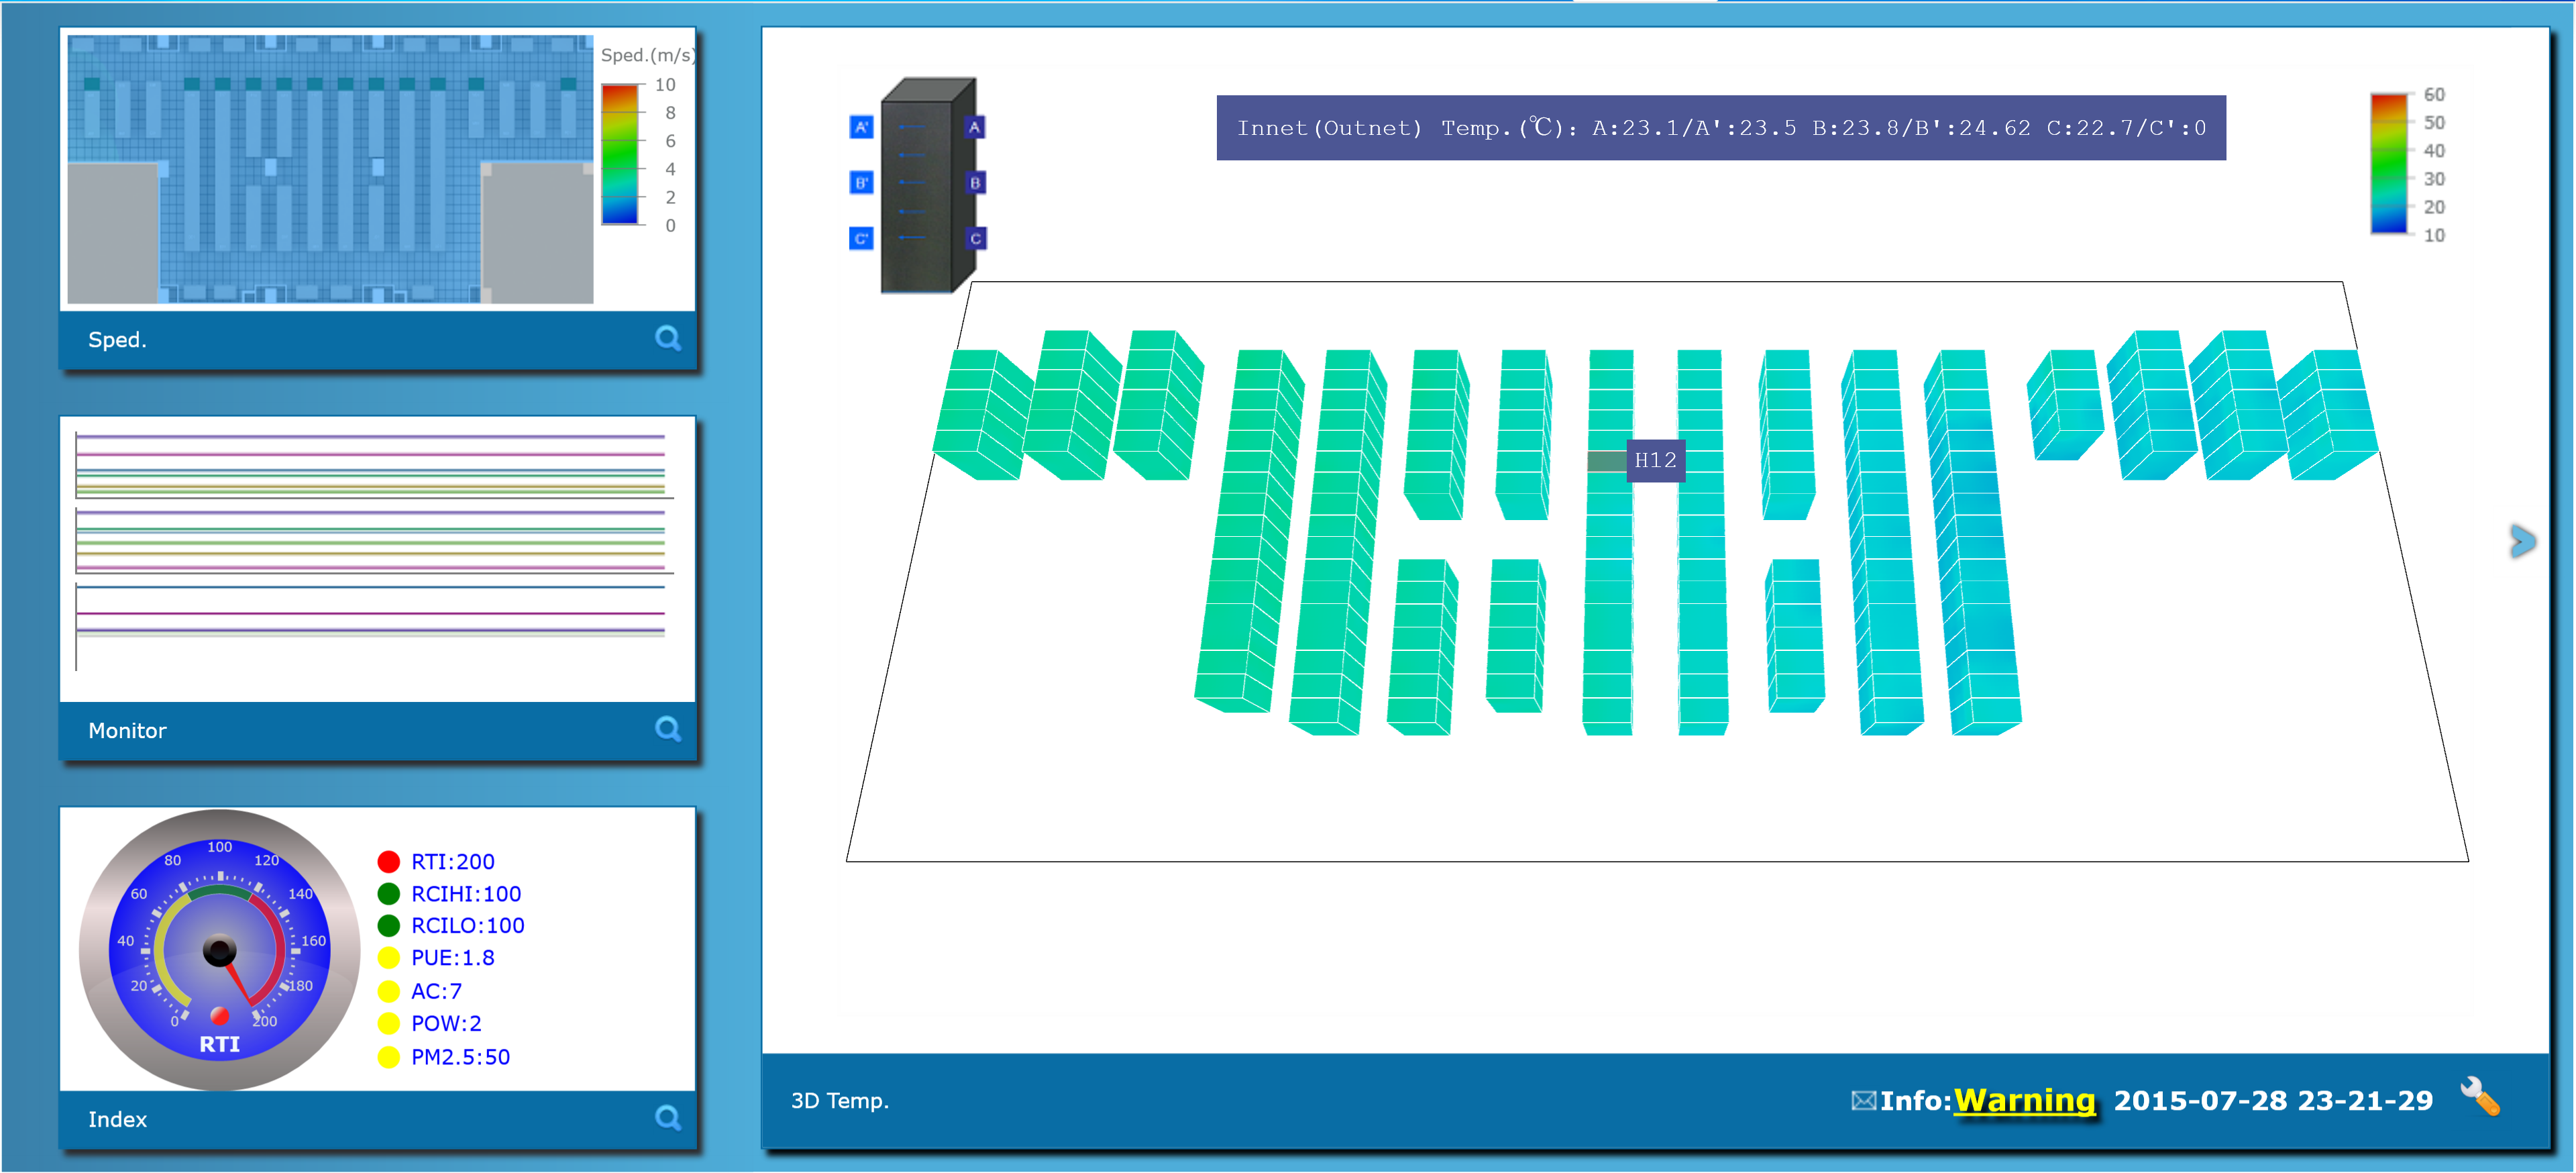 Sped.(m/s)
10
8
6
4
2
0
Sped.
Monitor
0
20
40
60
80
100
120
140
160
180
200
RTI
RTI:200
RCIHI:100
RCILO:100
PUE:1.8
AC:7
POW:2
PM2.5:50
Index
A' A
B' B
C' C
Innet(Outnet) Temp.(℃): A:23.1/A':23.5 B:23.8/B':24.62 C:22.7/C':0
60
50
40
30
20
10
H12
3D Temp.
Info:Warning 2015-07-28 23-21-29